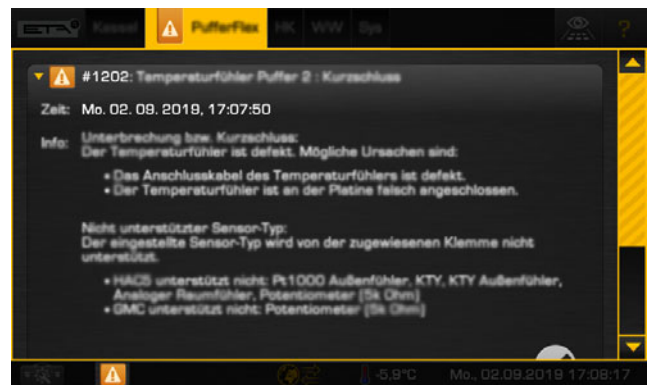 ETA Kessel PufferFlex HK WW Sys ?
#1202: Temperaturfühler Puffer 2 : Kurzschluss
Zeit: Mo. 02. 09. 2019, 17:07:50
Info: Unterbrechung bzw. Kurzschluss:
Der Temperaturfühler ist defekt. Mögliche Ursachen sind:
• Das Anschlusskabel des Temperaturfühlers ist defekt.
• Der Temperaturfühler ist an der Platine falsch angeschlossen.
Nicht unterstützter Sensor-Typ:
Der eingestellte Sensor-Typ wird von der zugewiesenen Klemme nicht
unterstützt.
• HAC5 unterstützt nicht: Pt1000 Außenfühler, KTY, KTY Außenfühler,
Analoger Raumfühler, Potentiometer (5k Ohm)
• GMC unterstützt nicht: Potentiometer (5k Ohm)
-5,9°C Mo., 02.09.2019 17:08:17